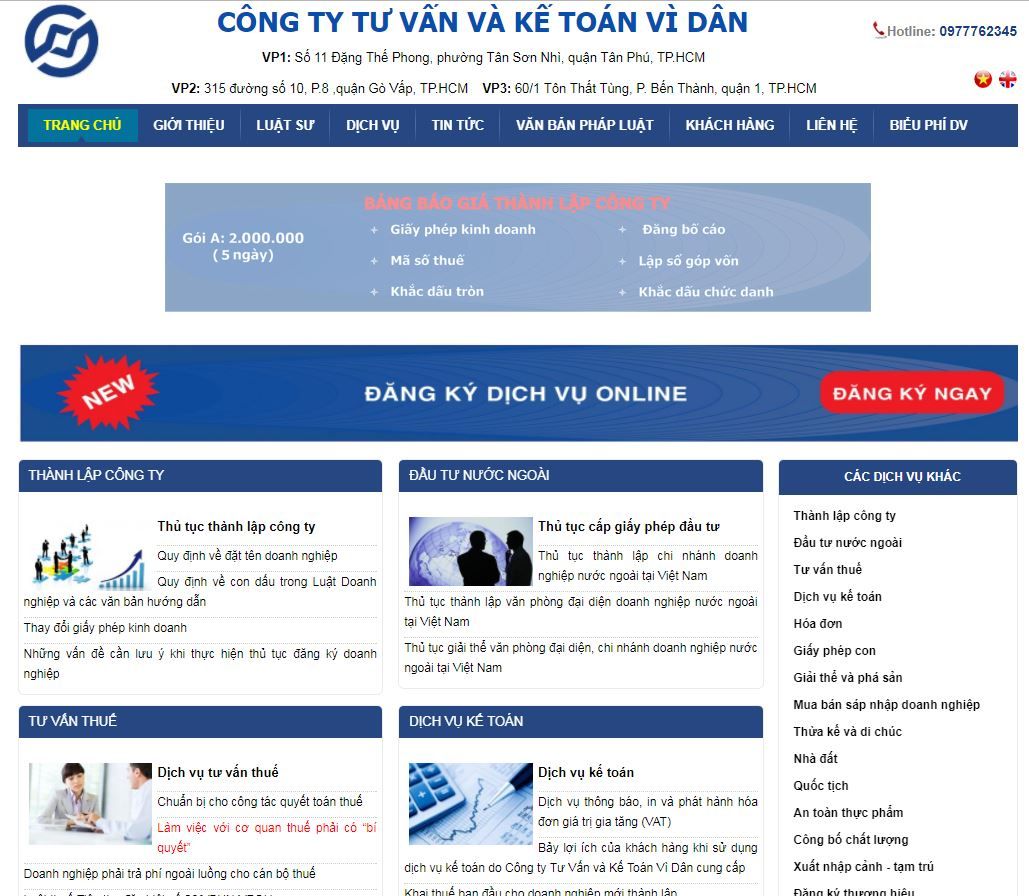 CÔNG TY TƯ VẤN VÀ KẾ TOÁN VÌ DÂN
VP1: Số 11 Đặng Thế Phong, phường Tân Sơn Nhì, quận Tân Phú, TP.HCM
Hotline: 0977762345
VP2: 315 đường số 10, P.8 ,quận Gò Vấp, TP.HCM VP3: 60/1 Tôn Thất Tùng, P. Bến Thành, quận 1, TP.HCM
TRANG CHỦ GIỚI THIỆU LUẬT SƯ DỊCH VỤ TIN TỨC VĂN BẢN PHÁP LUẬT KHÁCH HÀNG LIÊN HỆ BIỂU PHÍ DV
BẢNG BÁO GIÁ THÀNH LẬP CÔNG TY
Gói A: 2.000.000
( 5 ngày)
Giấy phép kinh doanh
Đăng bố cáo
Mã số thuế
Lập sổ góp vốn
Khắc dấu tròn
Khắc dấu chức danh
NEW
ĐĂNG KÝ DỊCH VỤ ONLINE
ĐĂNG KÝ NGAY
THÀNH LẬP CÔNG TY
Thủ tục thành lập công ty
Quy định về đặt tên doanh nghiệp
Quy định về con dấu trong Luật Doanh
nghiệp và các văn bản hướng dẫn
Thay đổi giấy phép kinh doanh
Những vấn đề cần lưu ý khi thực hiện thủ tục đăng ký doanh
nghiệp
ĐẦU TƯ NƯỚC NGOÀI
Thủ tục cấp giấy phép đầu tư
Thủ tục thành lập chi nhánh doanh
nghiệp nước ngoài tại Việt Nam
Thủ tục thành lập văn phòng đại diện doanh nghiệp nước ngoài
tại Việt Nam
Thủ tục giải thể văn phòng đại diện, chi nhánh doanh nghiệp nước
ngoài tại Việt Nam
TƯ VẤN THUẾ
Dịch vụ tư vấn thuế
Chuẩn bị cho công tác quyết toán thuế
Làm việc với cơ quan thuế phải có “bí
quyết”
Doanh nghiệp phải trả phí ngoài luồng cho cán bộ thuế
DỊCH VỤ KẾ TOÁN
Dịch vụ kế toán
Dịch vụ thông báo, in và phát hành hóa
đơn giá trị gia tăng (VAT)
Bảy lợi ích của khách hàng khi sử dụng
dịch vụ kế toán do Công ty Tư Vấn và Kế Toán Vì Dân cung cấp
Khai thuế ban đầu cho doanh nghiệp mới thành lập
CÁC DỊCH VỤ KHÁC
Thành lập công ty
Đầu tư nước ngoài
Tư vấn thuế
Dịch vụ kế toán
Hóa đơn
Giấy phép con
Giải thể và phá sản
Mua bán sáp nhập doanh nghiệp
Thừa kế và di chúc
Nhà đất
Quốc tịch
An toàn thực phẩm
Công bố chất lượng
Xuất nhập cảnh - tạm trú
Đăng ký thương hiệu